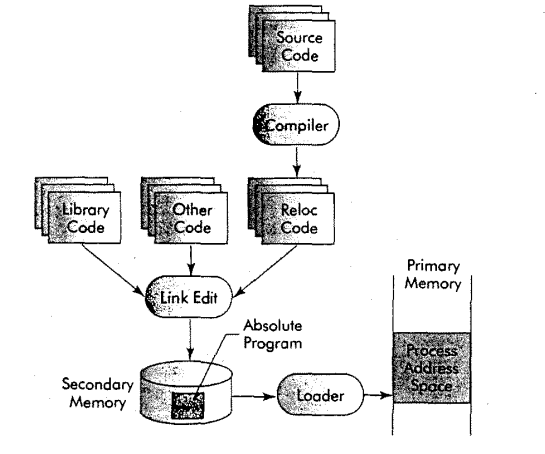 Source
Code
Compiler
Library
Code
Other
Code
Reloc
Code
Link Edit
Primary
Memory
Absolute
Program
Secondary
Memory
Loader
Process
Address
Space